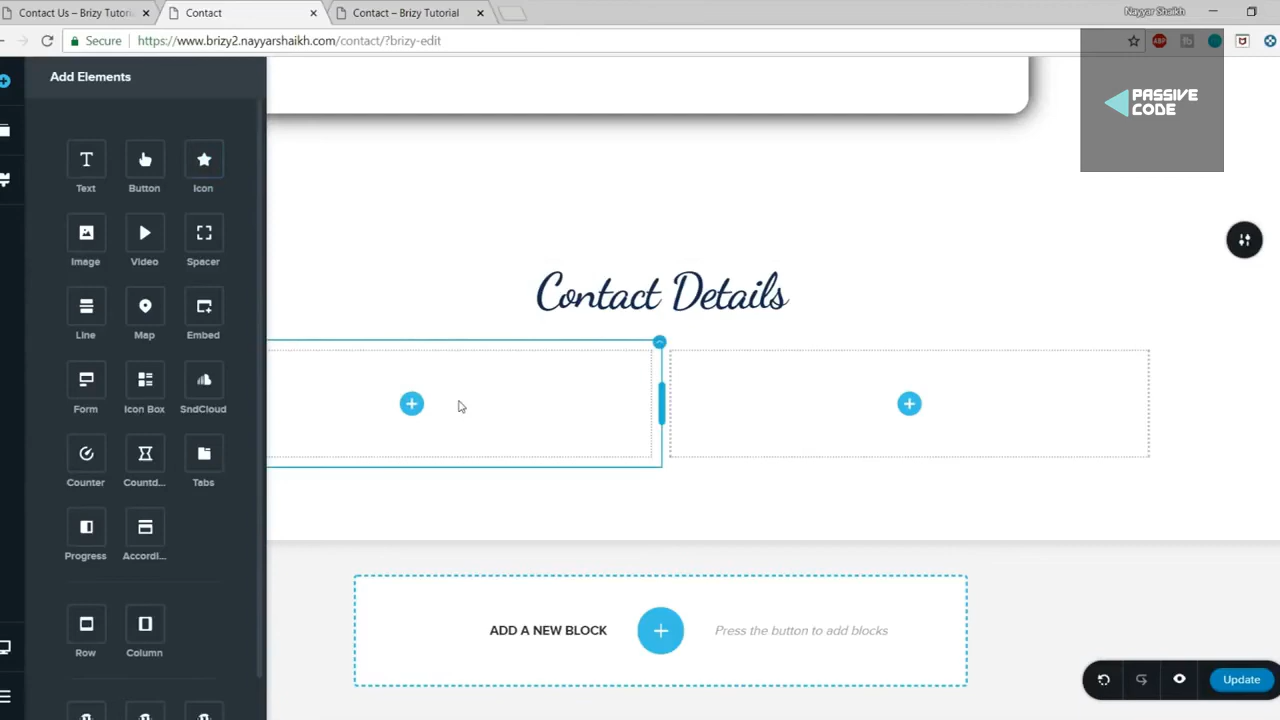 Contact Us – Brizy Tutori
Contact
Contact – Brizy Tutorial
Nayyar Shaikh
Secure
https://www.brizy2.nayyarshaikh.com/contact/?brizy-edit
ABP
Add Elements
PASSIVE
CODE
Text
Button
Icon
Image
Video
Spacer
Contact Details
Line
Map
Embed
Form
Icon Box
SndCloud
Counter
Countd...
Tabs
Progress
Accordi...
ADD A NEW BLOCK
Press the button to add blocks
Row
Column
Update